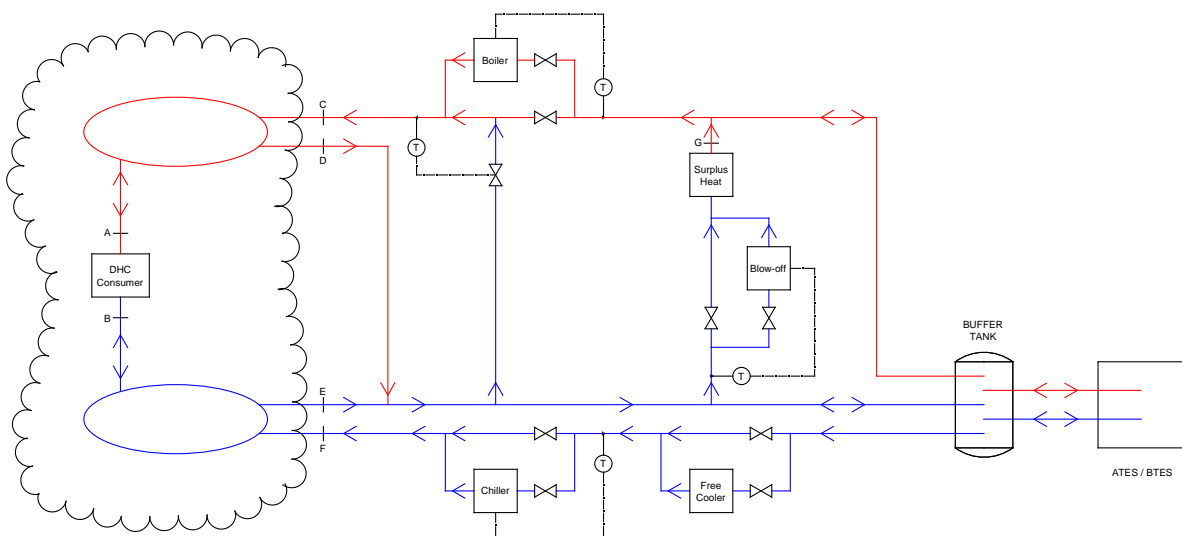 Boiler
T
C
T
D
G
Surplus
Heat
A
DHC
Consumer
Blow-off
B
BUFFER
TANK
T
E
F
T
Chiller
Free
Cooler
ATES / BTES